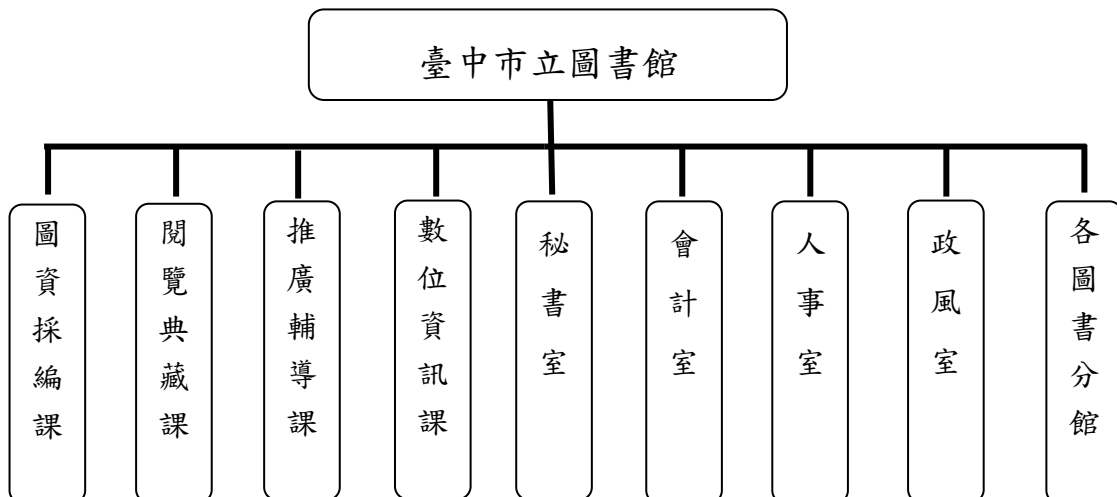 臺中市立圖書館
圖資採編課
閱覽典藏課
推廣輔導課
數位資訊課
秘書室
會計室
人事室
政風室
各圖書分館